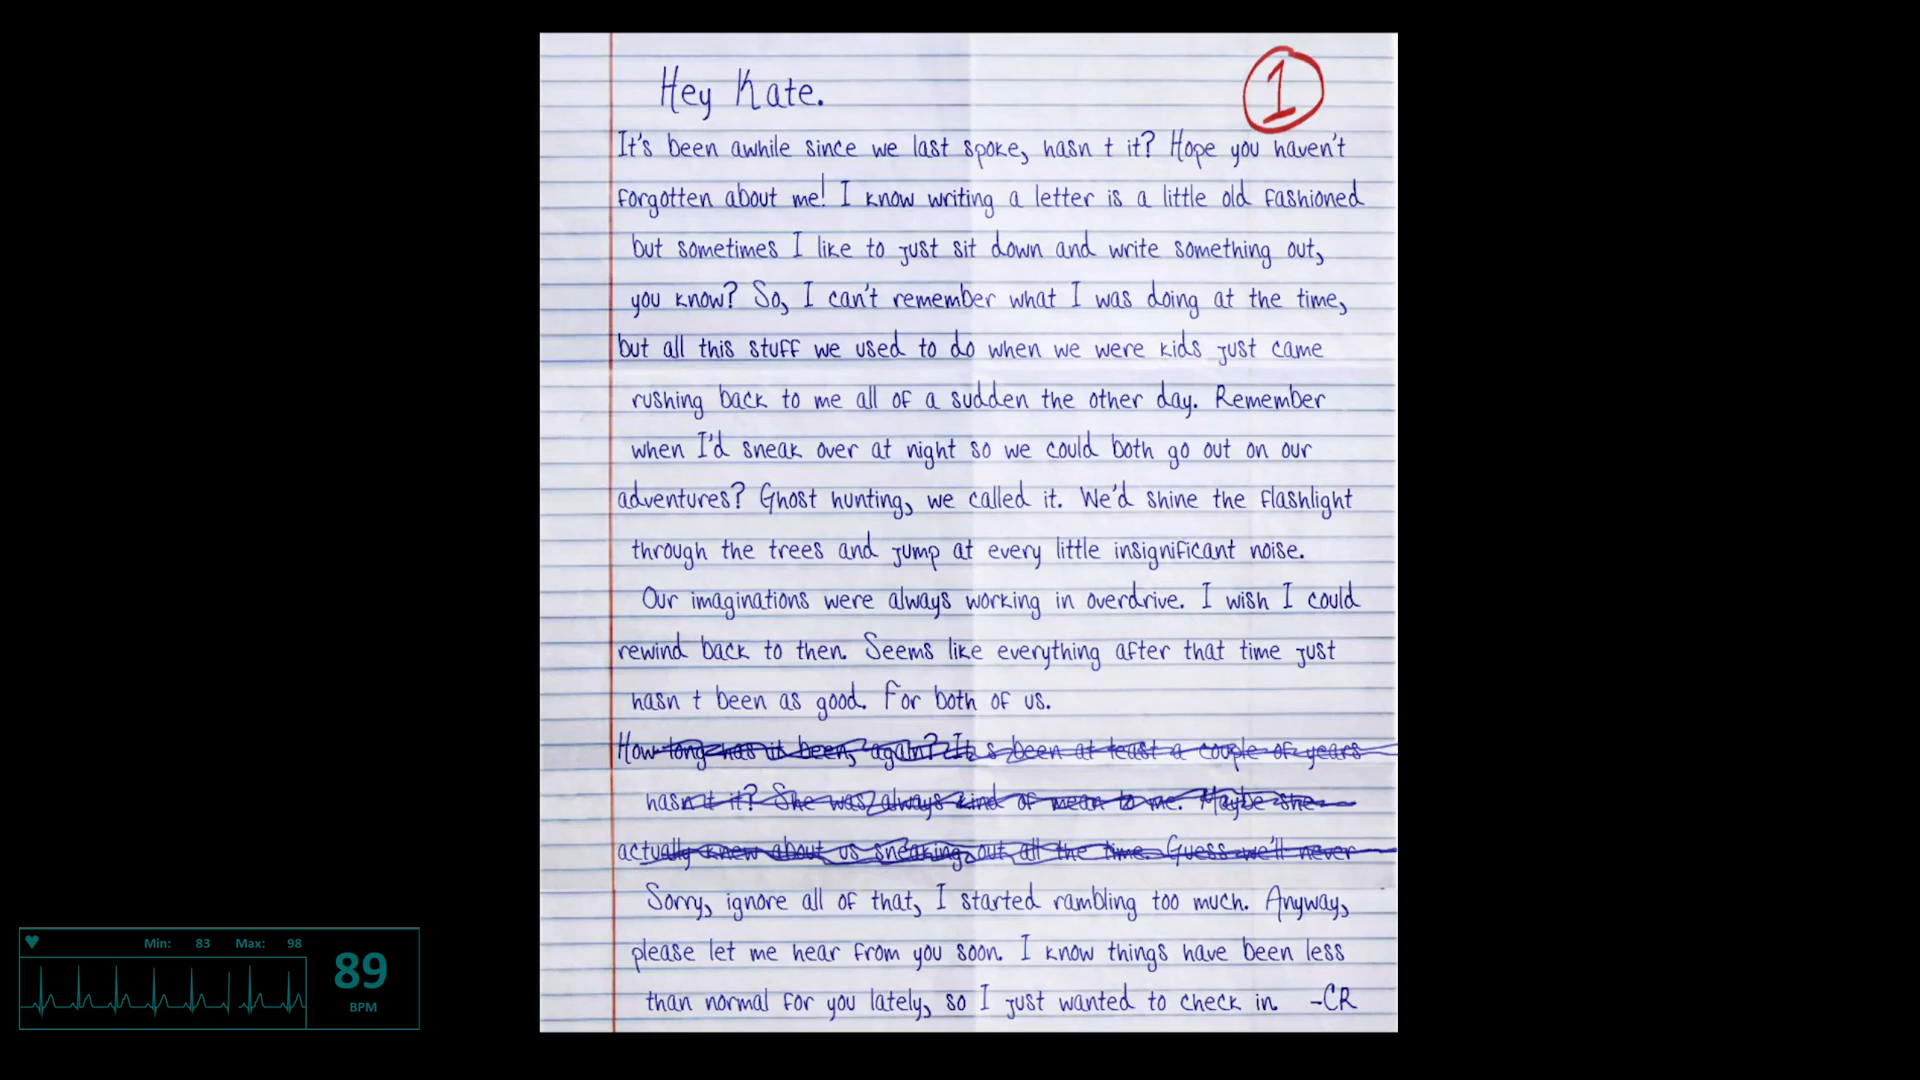 Hey Kate.
1
It's been awhile since we last spoke, hasn t it? Hope you haven't
forgotten about me! I know writing a letter is a little old fashioned
but sometimes I like to just sit down and write something out,
you know? So, I can't remember what I was doing at the time,
but all this stuff we used to do when we were kids just came
rushing back to me all of a sudden the other day. Remember
when I'd sneak over at night so we could both go out on our
adventures? Ghost hunting, we called it. We'd shine the flashlight
through the trees and jump at every little insignificant noise.
Our imaginations were always working in overdrive. I wish I could
rewind back to then. Seems like everything after that time just
hasn t been as good. For both of us.
How long has it been, again? It s been at least a couple of years
hasn t it? She was always kind of mean to me. Maybe she
actually knew about us sneaking out all the time. Guess we'll never
Sorry, ignore all of that, I started rambling too much. Anyway,
please let me hear from you soon. I know things have been less
than normal for you lately, so I just wanted to check in. -CR
Min: 83 Max: 98
89
BPM